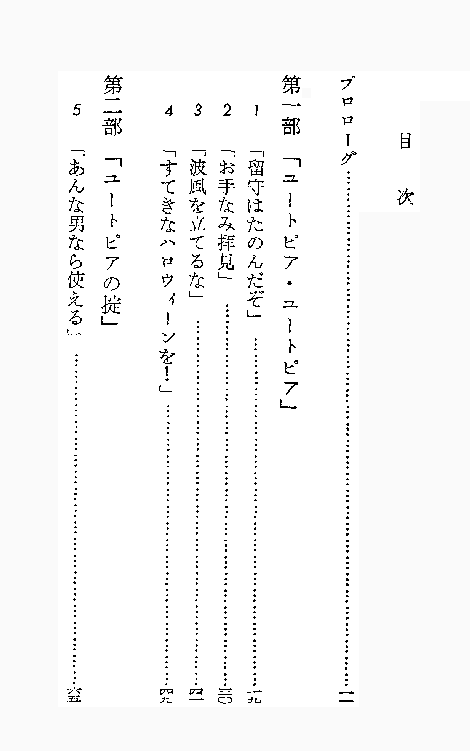 目次
プロローグ……………一一
第一部 「ユートピア・ユートピア」
1 「留守はたのんだぞ」……………一九
2 「お手なみ拝見」……………三〇
3 「波風を立てるな」……………四一
4 「すてきなハロウィーンを!」……………四九
第二部 「ユートピアの掟」
5 「あんな男なら使える」……………六五